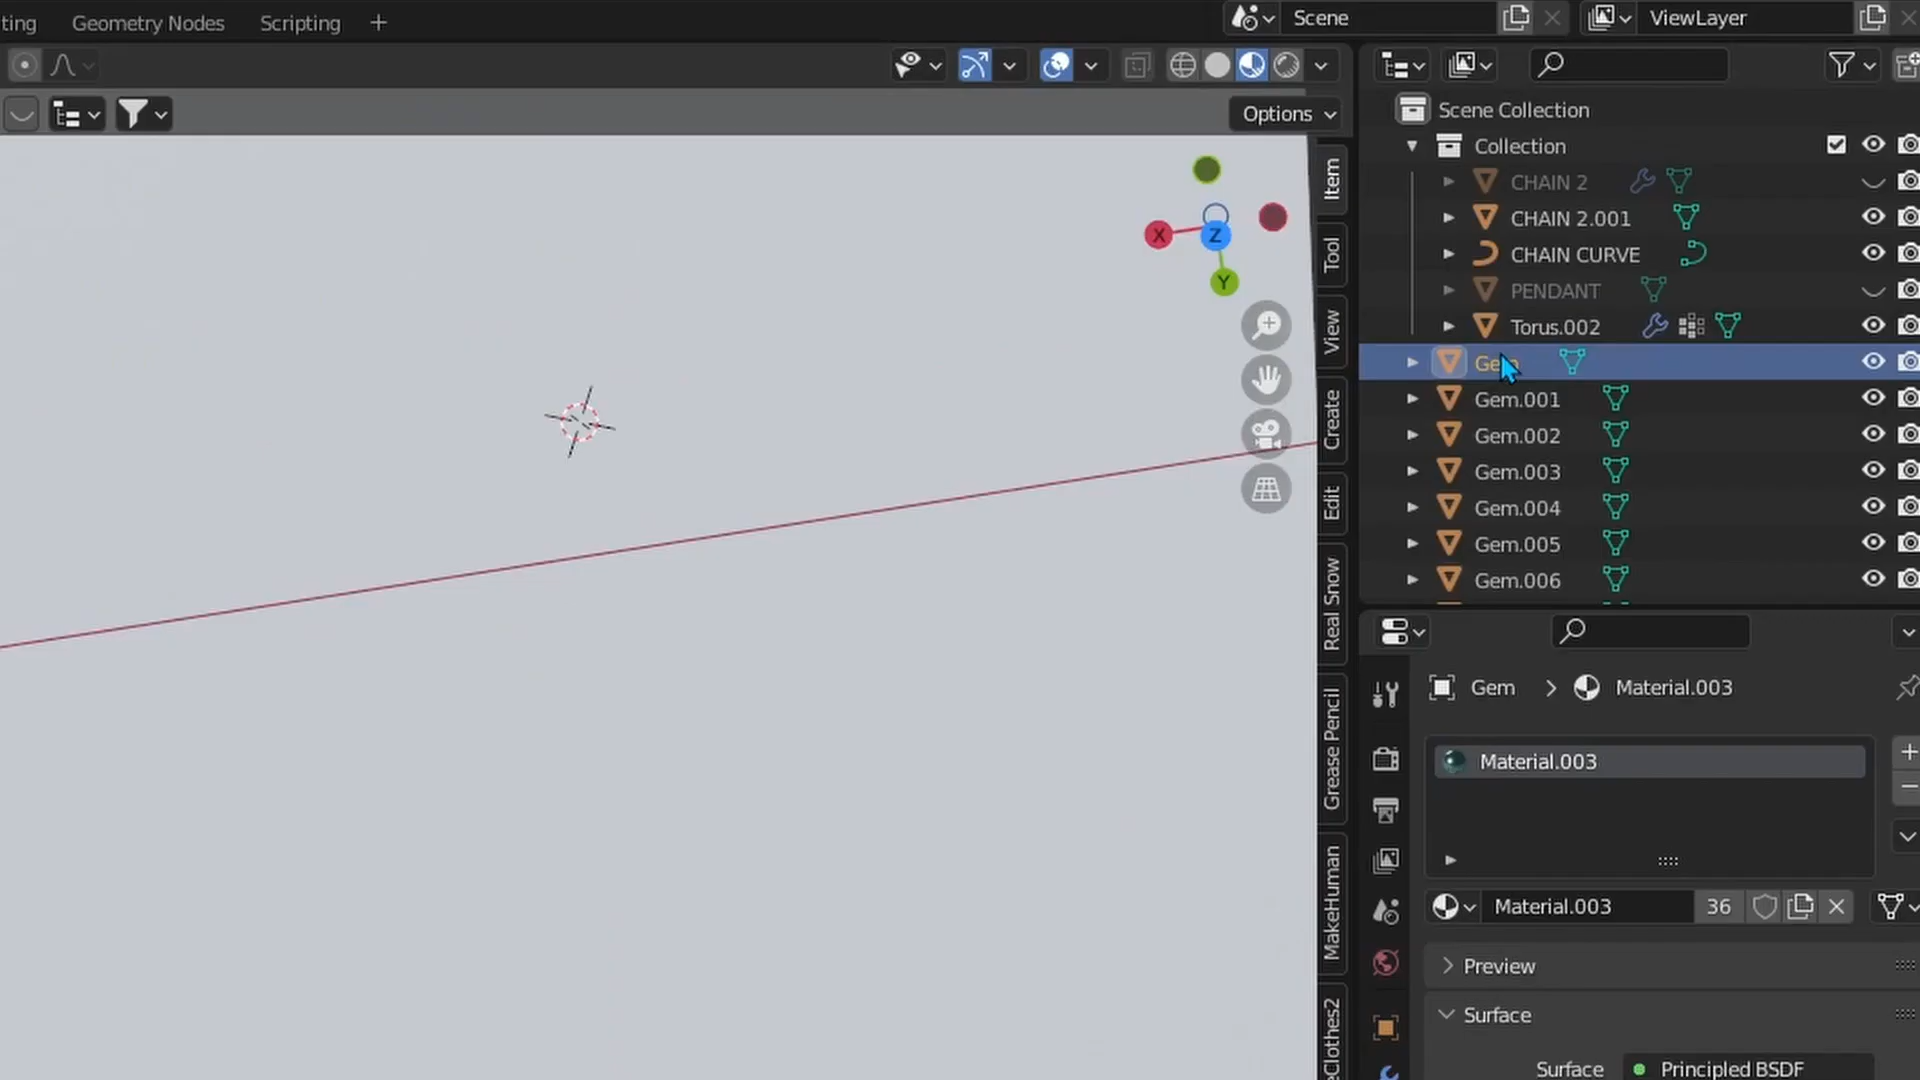 ting Geometry Nodes Scripting +
Scene ViewLayer
Options
Scene Collection
Collection
CHAIN 2
CHAIN 2.001
CHAIN CURVE
PENDANT
Torus.002
Gem
Gem.001
Gem.002
Gem.003
Gem.004
Gem.005
Gem.006
X
Z
Y
Item
Tool
View
Create
Edit
Real Snow
Grease Pencil
MakeHuman
eClothes2
Gem > Material.003
Material.003
Material.003 36
Preview
Surface
Surface Principled BSDF